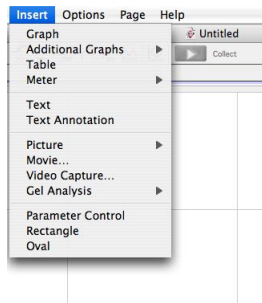 Insert Options Page Help
Untitled
Collect
Graph
Additional Graphs
Table
Meter
Text
Text Annotation
Picture
Movie...
Video Capture...
Gel Analysis
Parameter Control
Rectangle
Oval